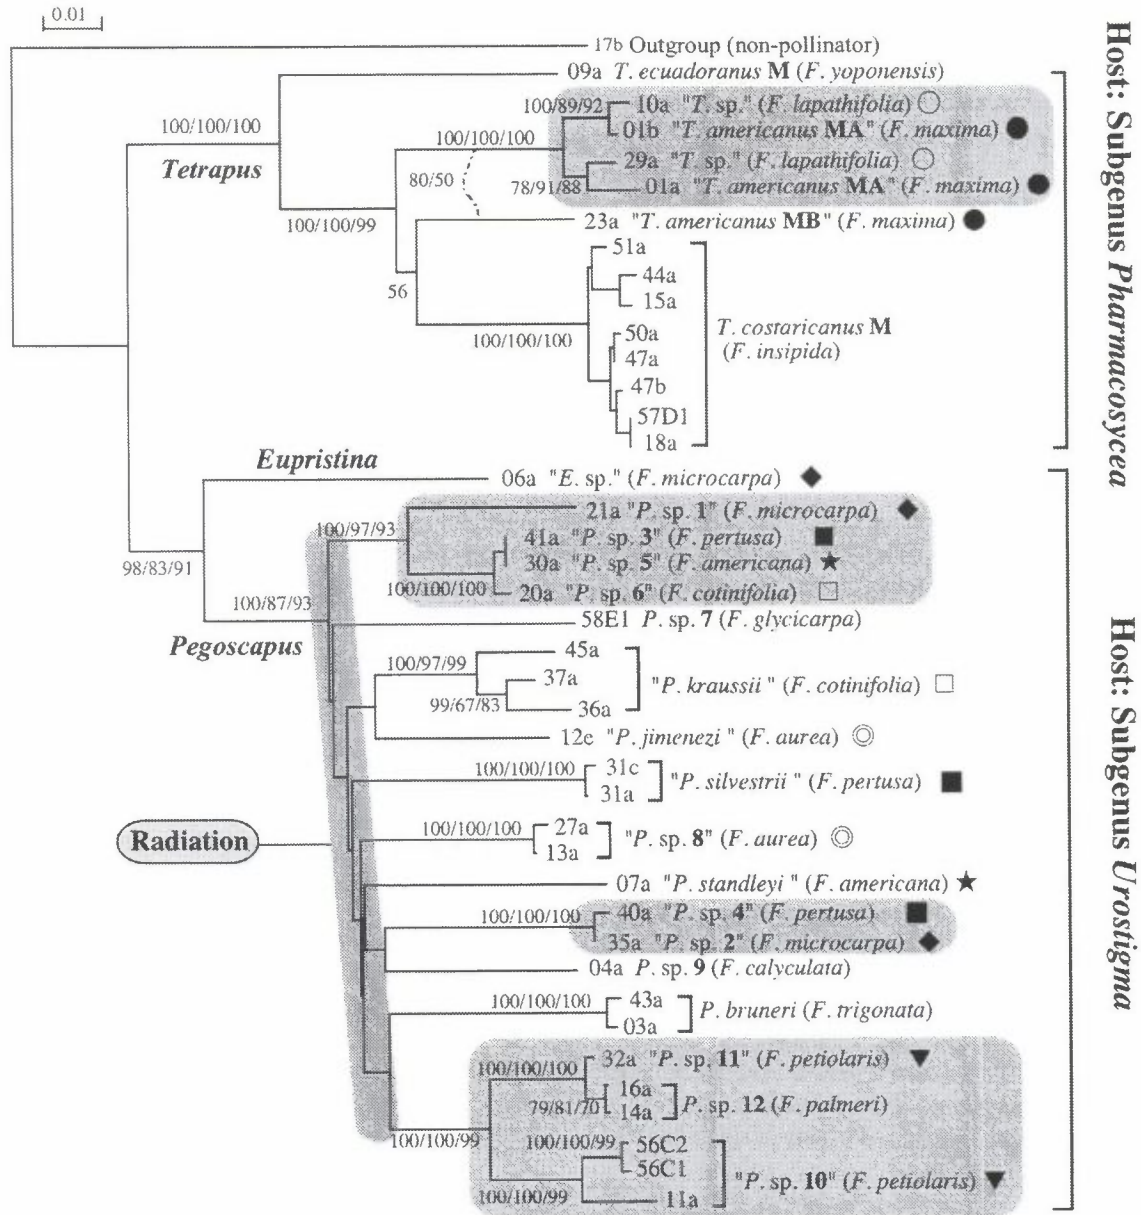 0.01
17b Outgroup (non-pollinator)
09a T. ecuadoranus M (F. yoponensis)
100/89/92
10a "T. sp." (F. lapathifolia)
100/100/100
100/100/100
01b "T. americanus MA" (F. maxima)
Tetrapus
29a "T. sp." (F. lapathifolia)
80/50
78/91/88
01a "T. americanus MA" (F. maxima)
100/100/99
23a "T. americanus MB" (F. maxima)
51a
44a
56
15a
100/100/100
50a
47a
47b
57D1
18a
T. costaricanus M
(F. insipida)
Host: Subgenus Pharmacosycea
Eupristina
06a "E. sp." (F. microcarpa)
21a "P. sp. 1" (F. microcarpa)
100/97/93
41a "P. sp. 3" (F. pertusa)
98/83/91
30a "P. sp. 5" (F. americana)
100/100/100
20a "P. sp. 6" (F. cotinifolia)
100/87/93
58E1 P. sp. 7 (F. glycicarpa)
Pegoscapus
45a
100/97/99
37a
"P. kraussii" (F. cotinifolia)
99/67/83
36a
12e "P. jimenezi" (F. aurea)
100/100/100
31c
31a
"P. silvestrii" (F. pertusa)
Radiation
100/100/100
27a
13a
"P. sp. 8" (F. aurea)
07a "P. standleyi" (F. americana)
100/100/100
40a "P. sp. 4" (F. pertusa)
35a "P. sp. 2" (F. microcarpa)
04a P. sp. 9 (F. calyculata)
100/100/100
43a
03a
P. bruneri (F. trigonata)
100/100/100
32a "P. sp. 11" (F. petiolaris)
16a
79/81/70
14a
P. sp. 12 (F. palmeri)
100/100/99
100/100/99
56C2
56C1
"P. sp. 10" (F. petiolaris)
100/100/99
11a
Host: Subgenus Urostigma